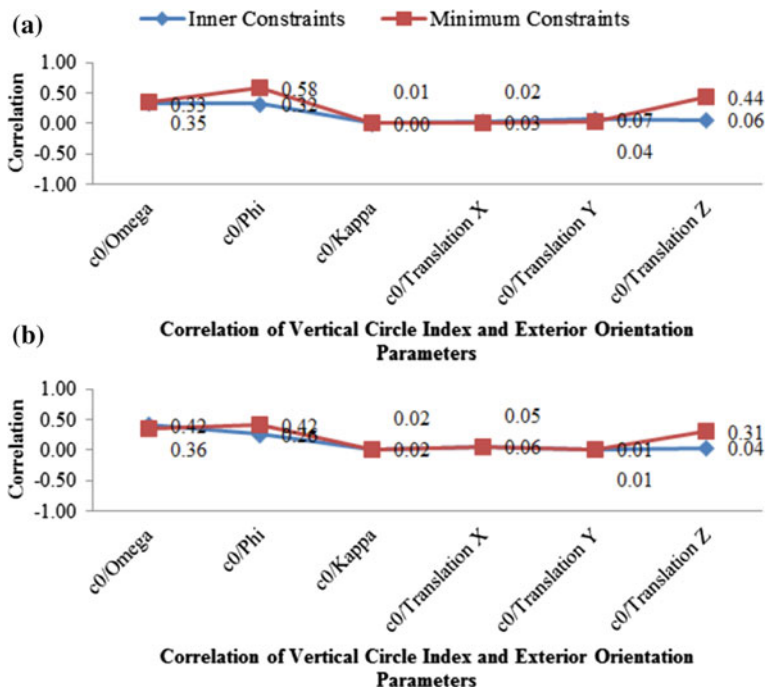 (a)
Inner Constraints Minimum Constraints
1.00
0.50
0.00
-0.50
-1.00
Correlation
0.33
0.35
0.58
0.32
0.01
0.00
0.02
0.03
0.07
0.04
0.44
0.06
c0/Omega
c0/Phi
c0/Kappa
c0/Translation X
c0/Translation Y
c0/Translation Z
Correlation of Vertical Circle Index and Exterior Orientation
Parameters
(b)
1.00
0.50
0.00
-0.50
-1.00
Correlation
0.42
0.36
0.42
0.26
0.02
0.02
0.05
0.06
0.01
0.01
0.31
0.04
c0/Omega
c0/Phi
c0/Kappa
c0/Translation X
c0/Translation Y
c0/Translation Z
Correlation of Vertical Circle Index and Exterior Orientation
Parameters